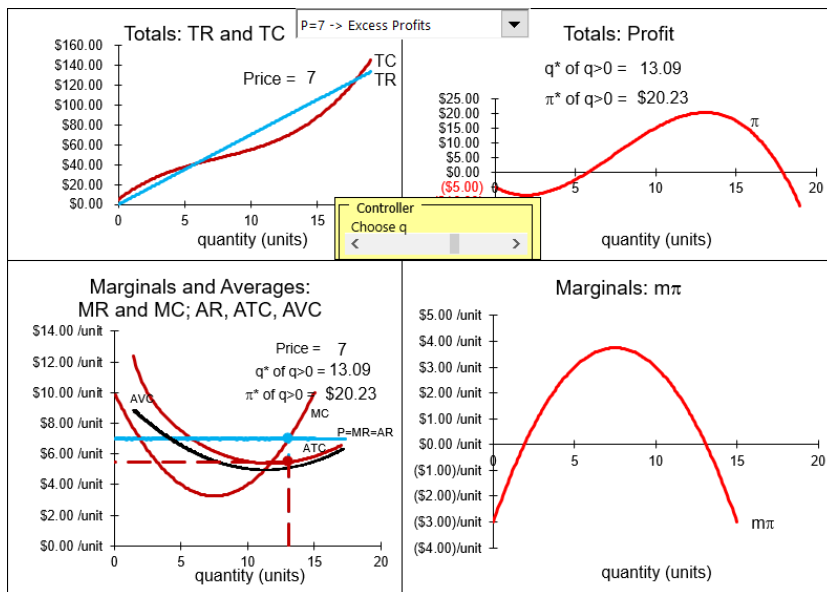 Totals: TR and TC
P=7 -> Excess Profits
$160.00
$140.00
$120.00
$100.00
$80.00
$60.00
$40.00
$20.00
$0.00
Price = 7
TC
TR
0
5
10
15
quantity (units)
Totals: Profit
q* of q>0 = 13.09
π* of q>0 = $20.23
$25.00
$20.00
$15.00
$10.00
$5.00
$0.00
($5.00)
π
0
5
10
15
20
quantity (units)
Controller
Choose q
Marginals and Averages:
MR and MC; AR, ATC, AVC
$14.00 /unit
$12.00 /unit
$10.00 /unit
$8.00 /unit
$6.00 /unit
$4.00 /unit
$2.00 /unit
$0.00 /unit
Price = 7
q* of q>0 = 13.09
π* of q>0 = $20.23
AVC
MC
P=MR=AR
ATC
0
5
10
15
20
quantity (units)
Marginals: mπ
$5.00 /unit
$4.00 /unit
$3.00 /unit
$2.00 /unit
$1.00 /unit
$0.00 /unit
($1.00)/unit
($2.00)/unit
($3.00)/unit
($4.00)/unit
0
5
10
15
20
mπ
quantity (units)